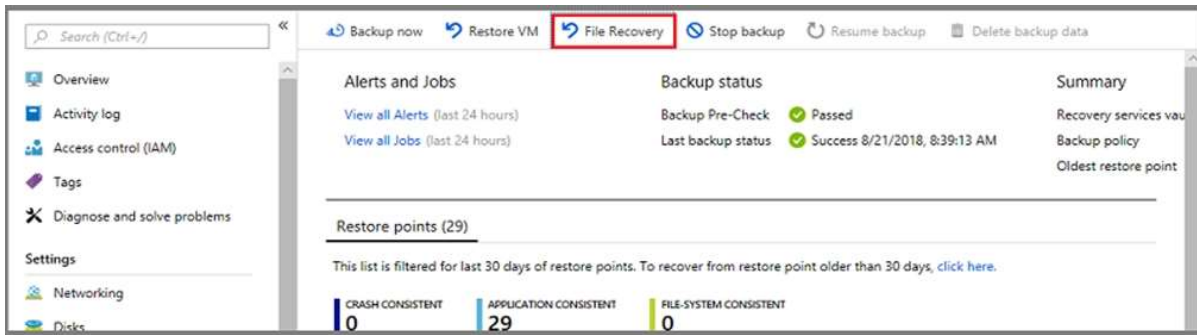 Search (Ctrl+/)
«
Backup now Restore VM File Recovery Stop backup Resume backup Delete backup data
Overview
Activity log
Access control (IAM)
Tags
Diagnose and solve problems
Settings
Networking
Disks
Alerts and Jobs
View all Alerts (last 24 hours)
View all Jobs (last 24 hours)
Backup status
Backup Pre-Check Passed
Last backup status Success 8/21/2018, 8:39:13 AM
Summary
Recovery services vau
Backup policy
Oldest restore point
Restore points (29)
This list is filtered for last 30 days of restore points. To recover from restore point older than 30 days, click here.
CRASH CONSISTENT
0
APPLICATION CONSISTENT
29
FILE-SYSTEM CONSISTENT
0